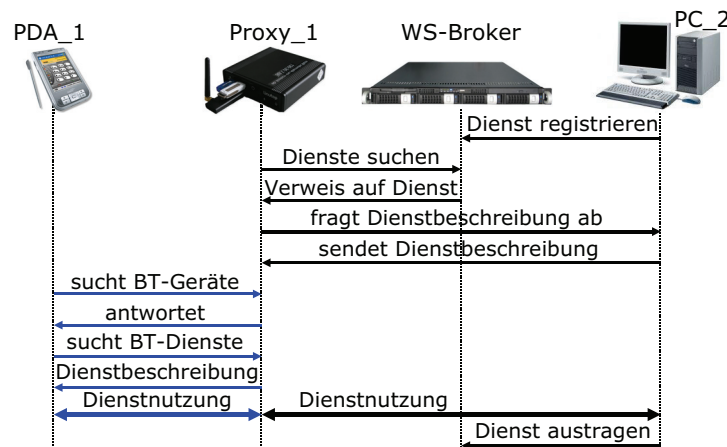 PDA_1 Proxy_1 WS-Broker PC_2
Dienst registrieren
Dienste suchen
Verweis auf Dienst
fragt Dienstbeschreibung ab
sendet Dienstbeschreibung
sucht BT-Geräte
antwortet
sucht BT-Dienste
Dienstbeschreibung
Dienstnutzung Dienstnutzung
Dienst austragen